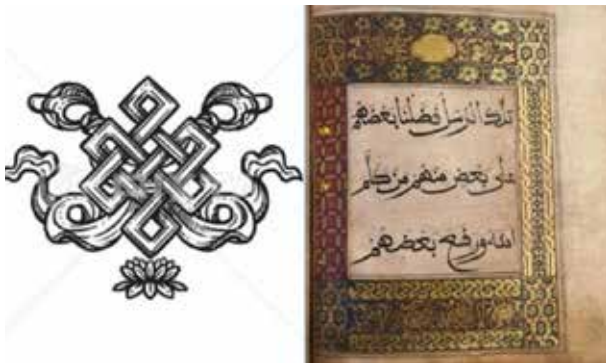 تلك الرسل فضلنا بعضهم
على بعض منهم من كلم
الله ورفع بعضهم